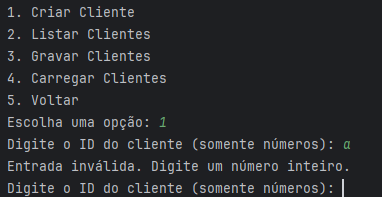 1. Criar Cliente
2. Listar Clientes
3. Gravar Clientes
4. Carregar Clientes
5. Voltar
Escolha uma opção: 1
Digite o ID do cliente (somente números): a
Entrada inválida. Digite um número inteiro.
Digite o ID do cliente (somente números):